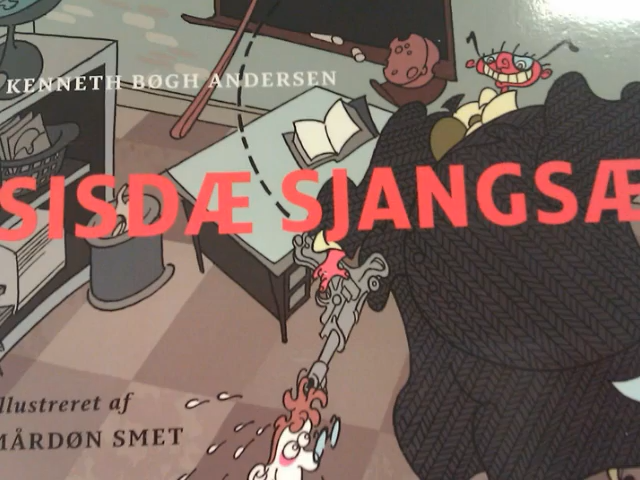 KENNETH BØGH ANDERSEN
SISDÆ SJANGSÆ
llustreret af
MÅRDØN SMET